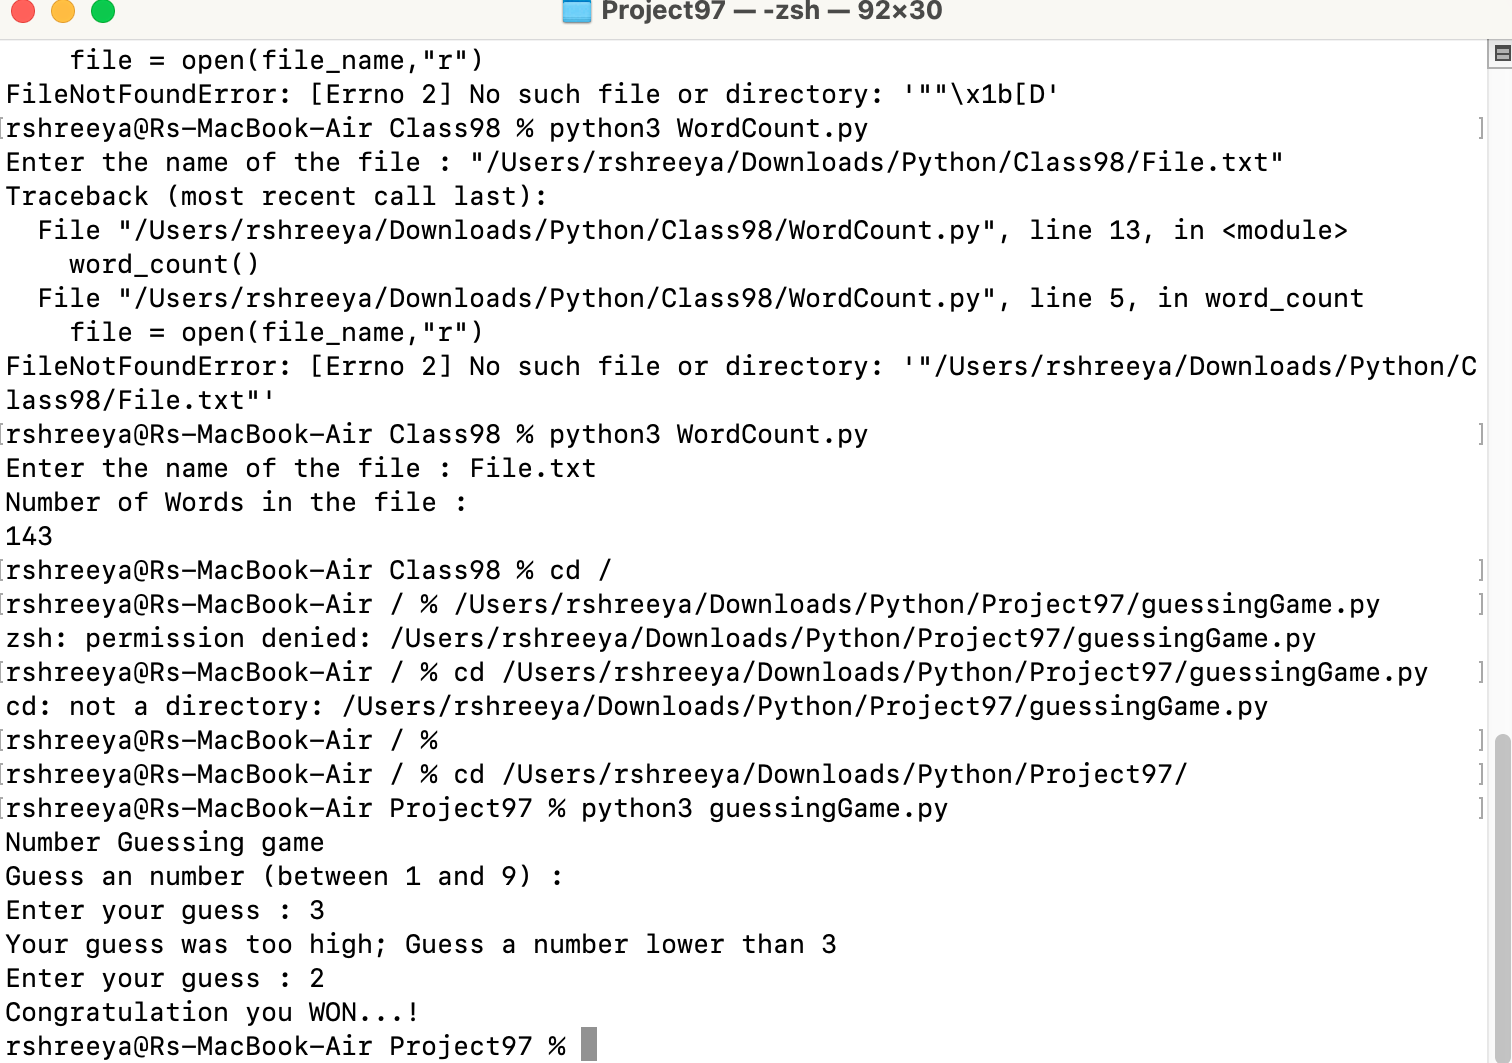 Project97 — -zsh — 92×30
    file = open(file_name,"r")
FileNotFoundError: [Errno 2] No such file or directory: '""\x1b[D'
[rshreeya@Rs-MacBook-Air Class98 % python3 WordCount.py ]
Enter the name of the file : "/Users/rshreeya/Downloads/Python/Class98/File.txt"
Traceback (most recent call last):
  File "/Users/rshreeya/Downloads/Python/Class98/WordCount.py", line 13, in <module>
    word_count()
  File "/Users/rshreeya/Downloads/Python/Class98/WordCount.py", line 5, in word_count
    file = open(file_name,"r")
FileNotFoundError: [Errno 2] No such file or directory: '"/Users/rshreeya/Downloads/Python/C
lass98/File.txt"'
[rshreeya@Rs-MacBook-Air Class98 % python3 WordCount.py ]
Enter the name of the file : File.txt
Number of Words in the file :
143
[rshreeya@Rs-MacBook-Air Class98 % cd / ]
[rshreeya@Rs-MacBook-Air / % /Users/rshreeya/Downloads/Python/Project97/guessingGame.py ]
zsh: permission denied: /Users/rshreeya/Downloads/Python/Project97/guessingGame.py
[rshreeya@Rs-MacBook-Air / % cd /Users/rshreeya/Downloads/Python/Project97/guessingGame.py ]
cd: not a directory: /Users/rshreeya/Downloads/Python/Project97/guessingGame.py
[rshreeya@Rs-MacBook-Air / % ]
[rshreeya@Rs-MacBook-Air / % cd /Users/rshreeya/Downloads/Python/Project97/ ]
[rshreeya@Rs-MacBook-Air Project97 % python3 guessingGame.py ]
Number Guessing game
Guess an number (between 1 and 9) :
Enter your guess : 3
Your guess was too high; Guess a number lower than 3
Enter your guess : 2
Congratulation you WON...!
rshreeya@Rs-MacBook-Air Project97 %